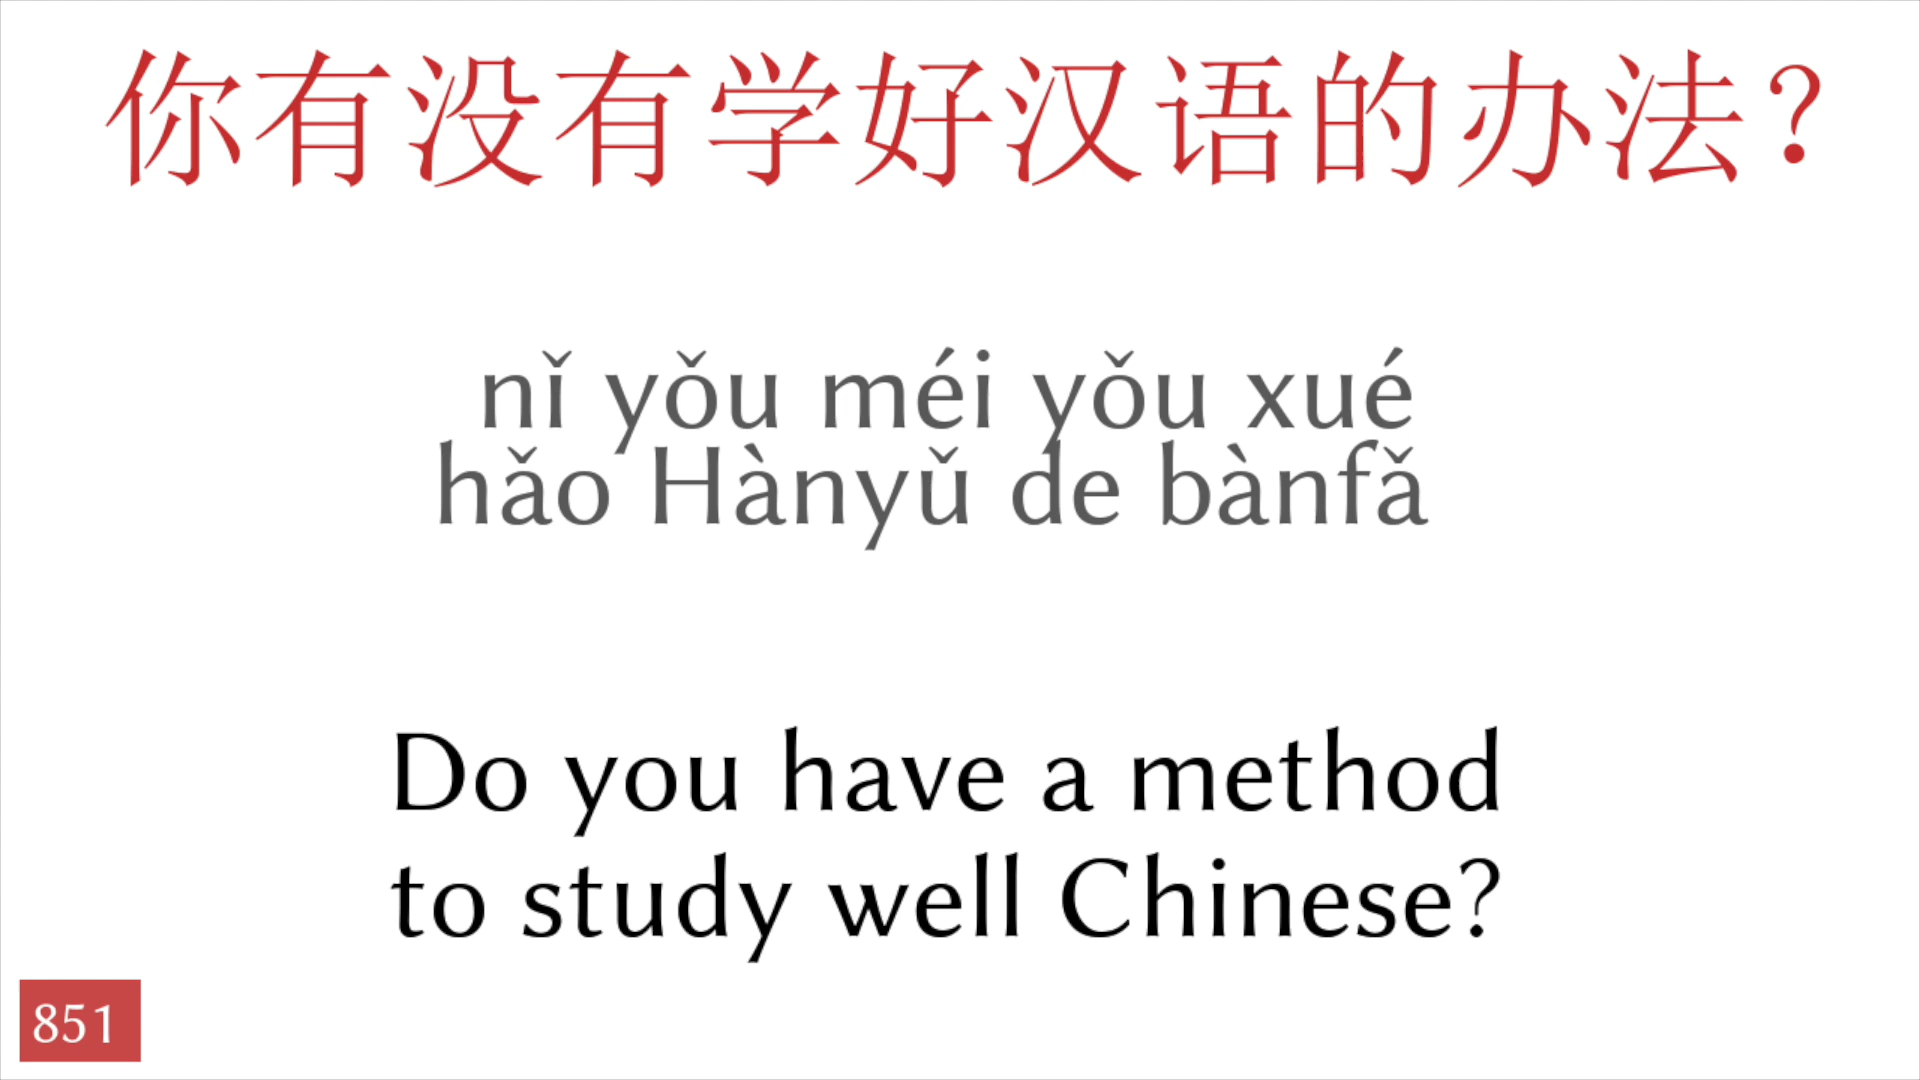 你有没有学好汉语的办法？
nǐ yǒu méi yǒu xué
hǎo Hànyǔ de bànfǎ
Do you have a method
to study well Chinese?
851